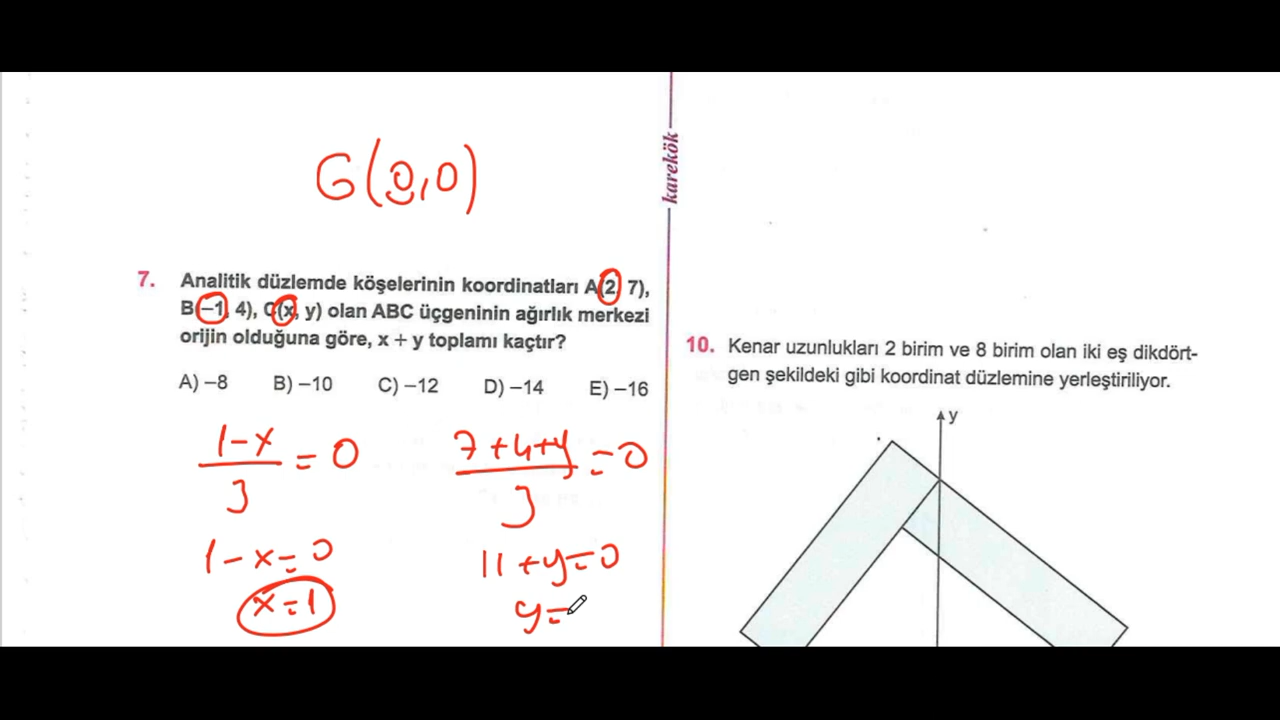 G(0,0)
7. Analitik düzlemde köşelerinin koordinatları A(2, 7),
B(–1, 4), C(x, y) olan ABC üçgeninin ağırlık merkezi
orijin olduğuna göre, x + y toplamı kaçtır?
A) –8 B) –10 C) –12 D) –14 E) –16
1-x/3 = 0
1-x=0
x=1
7+4+y/3 = 0
11+y=0
y=
karekök
10. Kenar uzunlukları 2 birim ve 8 birim olan iki eş dikdört-
gen şekildeki gibi koordinat düzlemine yerleştiriliyor.
y